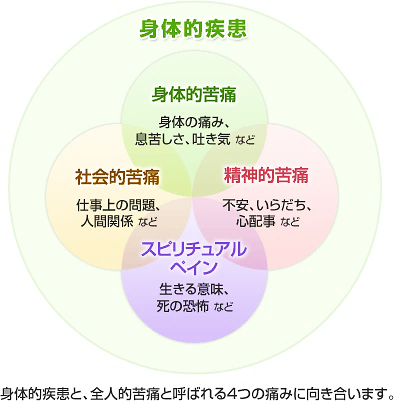 身体的疾患
身体的苦痛
身体の痛み、
息苦しさ、吐き気 など
社会的苦痛
仕事上の問題、
人間関係 など
精神的苦痛
不安、いらだち、
心配事 など
スピリチュアル
ペイン
生きる意味、
死の恐怖 など
身体的疾患と、全人的苦痛と呼ばれる4つの痛みに向き合います。